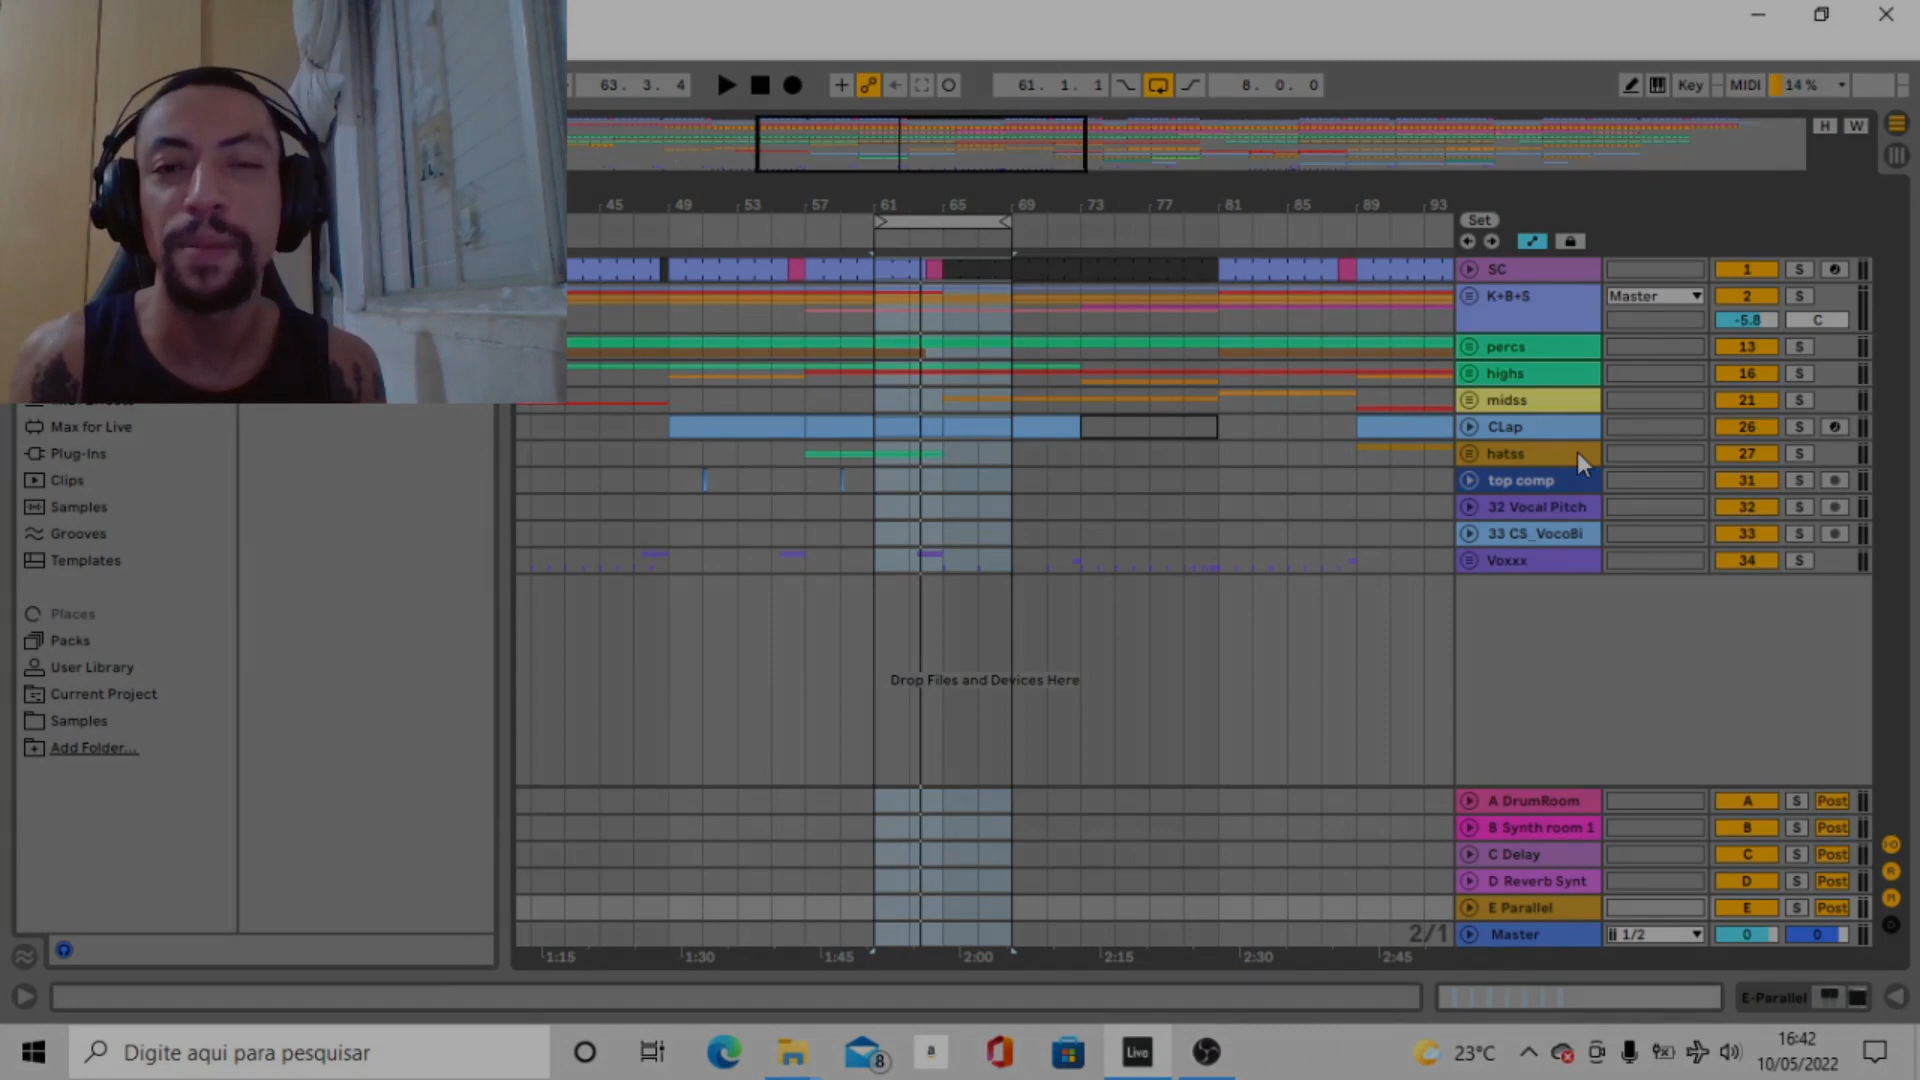 63. 3. 4
61. 1. 1
8. 0. 0
Key
MIDI
14 %
H W
45 49 53 57 61 65 69 73 77 81 85 89 93
Set
SC 1 S
K+B+S Master 2 S
-5.8 C
percs 13 S
highs 16 S
midss 21 S
CLap 26 S
hatss 27 S
top comp 31 S
32 Vocal Pitch 32 S
33 CS_VocoBi 33 S
Voxxx 34 S
Max for Live
Plug-Ins
Clips
Samples
Grooves
Templates
Places
Packs
User Library
Current Project
Samples
Add Folder...
Drop Files and Devices Here
A DrumRoom A S Post
B Synth room 1 B S Post
C Delay C S Post
D Reverb Synt D S Post
E Parallel E S Post
2/1
Master 1/2 0 0
1:15 1:30 1:45 2:00 2:15 2:30 2:45
E-Parallel
Digite aqui para pesquisar
8
a
Live
23°C
16:42
10/05/2022